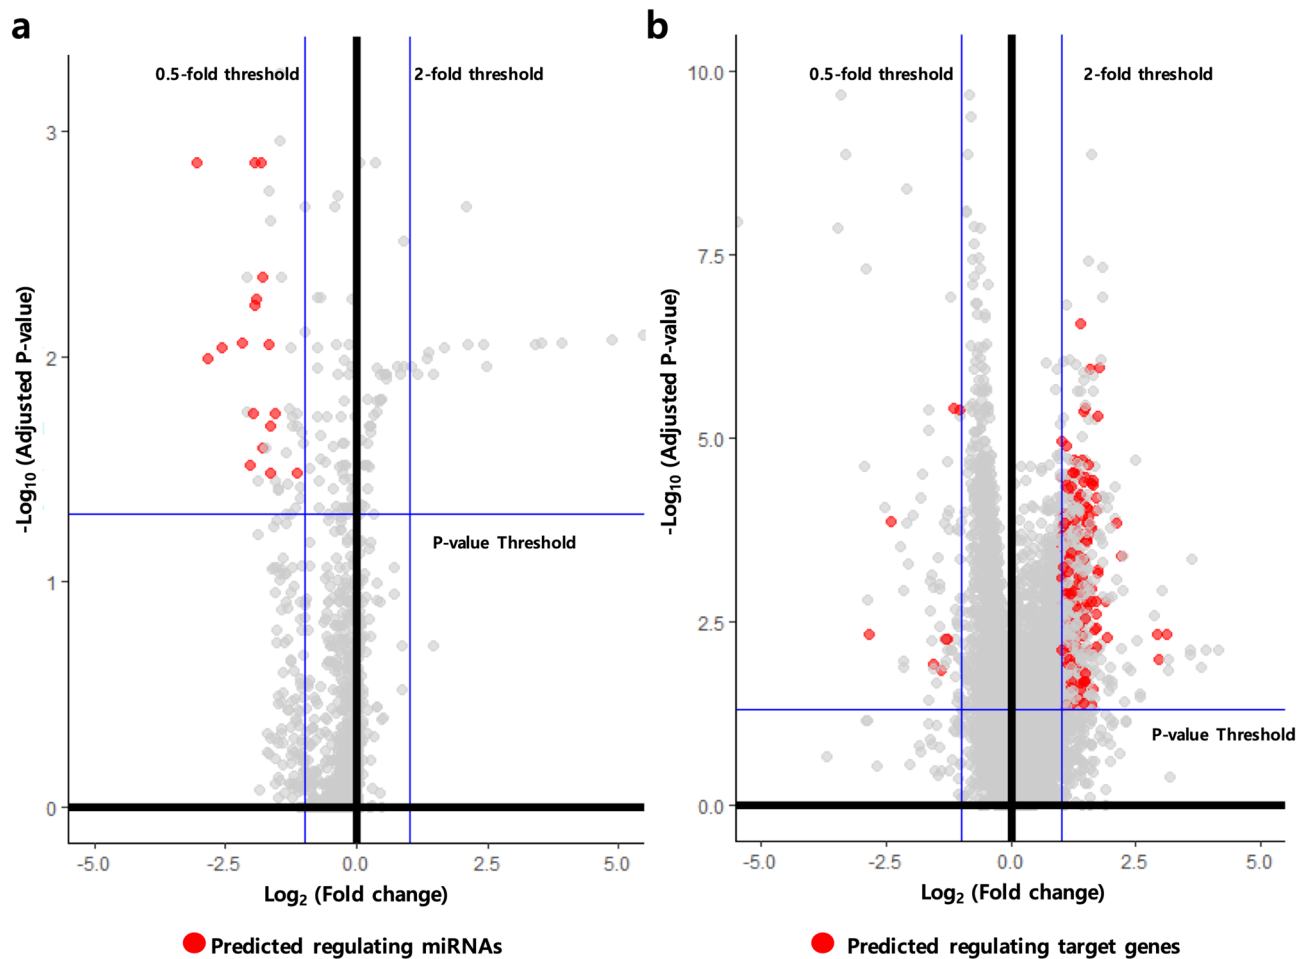 a
0.5-fold threshold
2-fold threshold
3
2
1
0
-Log10 (Adjusted P-value)
P-value Threshold
-5.0
-2.5
0.0
2.5
5.0
Log2 (Fold change)
Predicted regulating miRNAs
b
0.5-fold threshold
2-fold threshold
10.0
7.5
5.0
2.5
0.0
-Log10 (Adjusted P-value)
P-value Threshold
-5.0
-2.5
0.0
2.5
5.0
Log2 (Fold change)
Predicted regulating target genes